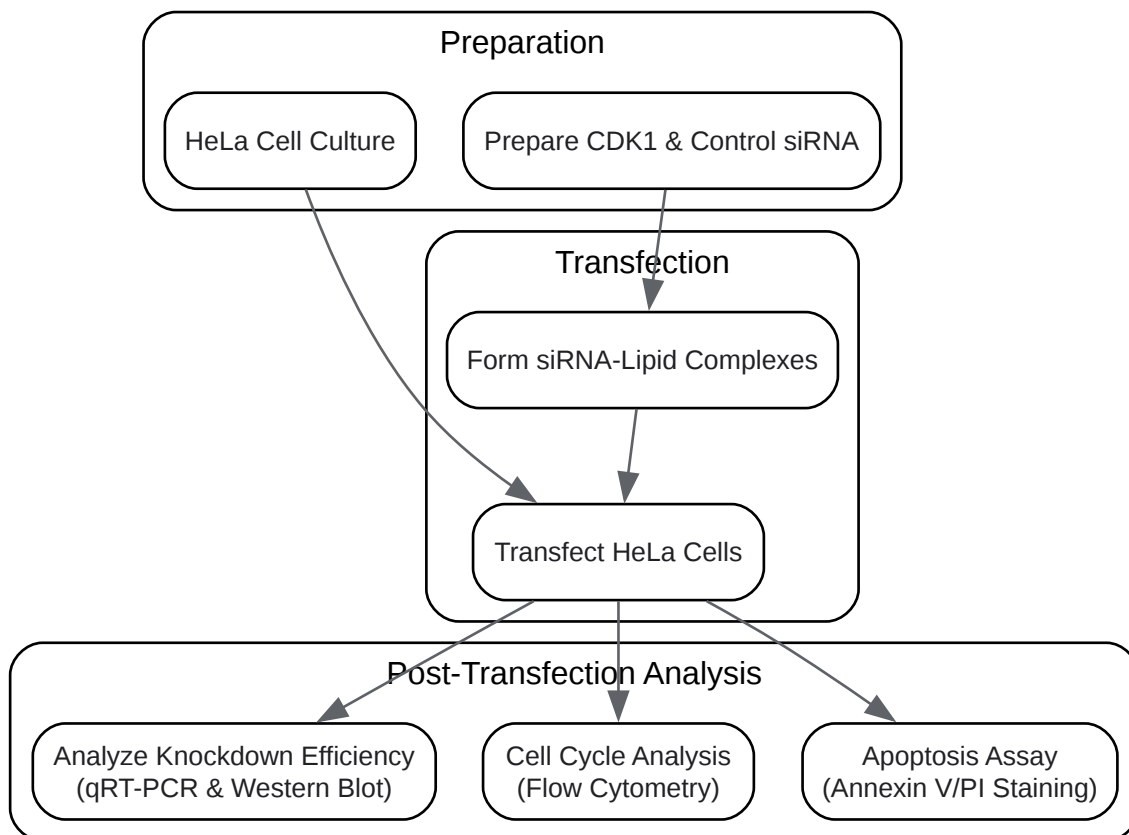 Preparation
HeLa Cell Culture
Prepare CDK1 & Control siRNA
Transfection
Form siRNA-Lipid Complexes
Transfect HeLa Cells
Post-Transfection Analysis
Analyze Knockdown Efficiency
(qRT-PCR & Western Blot)
Cell Cycle Analysis
(Flow Cytometry)
Apoptosis Assay
(Annexin V/PI Staining)